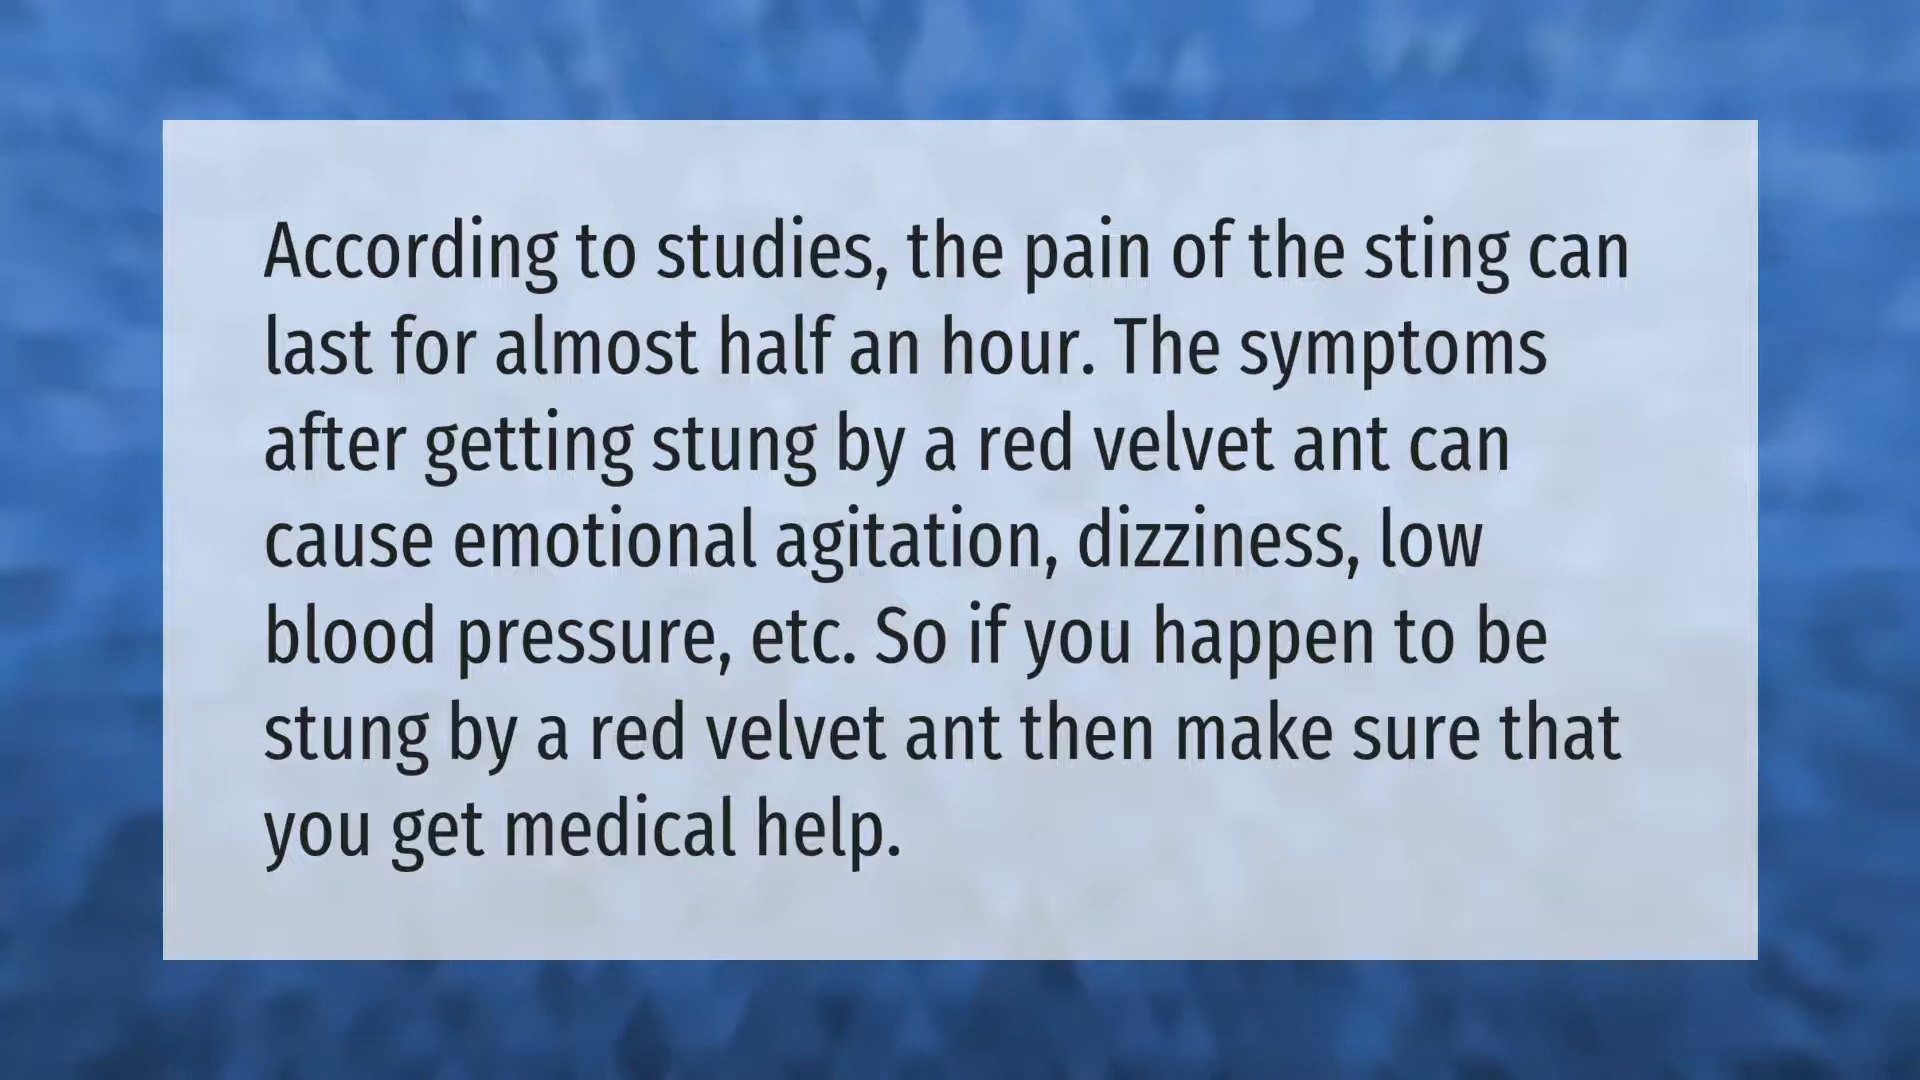 According to studies, the pain of the sting can
last for almost half an hour. The symptoms
after getting stung by a red velvet ant can
cause emotional agitation, dizziness, low
blood pressure, etc. So if you happen to be
stung by a red velvet ant then make sure that
you get medical help.